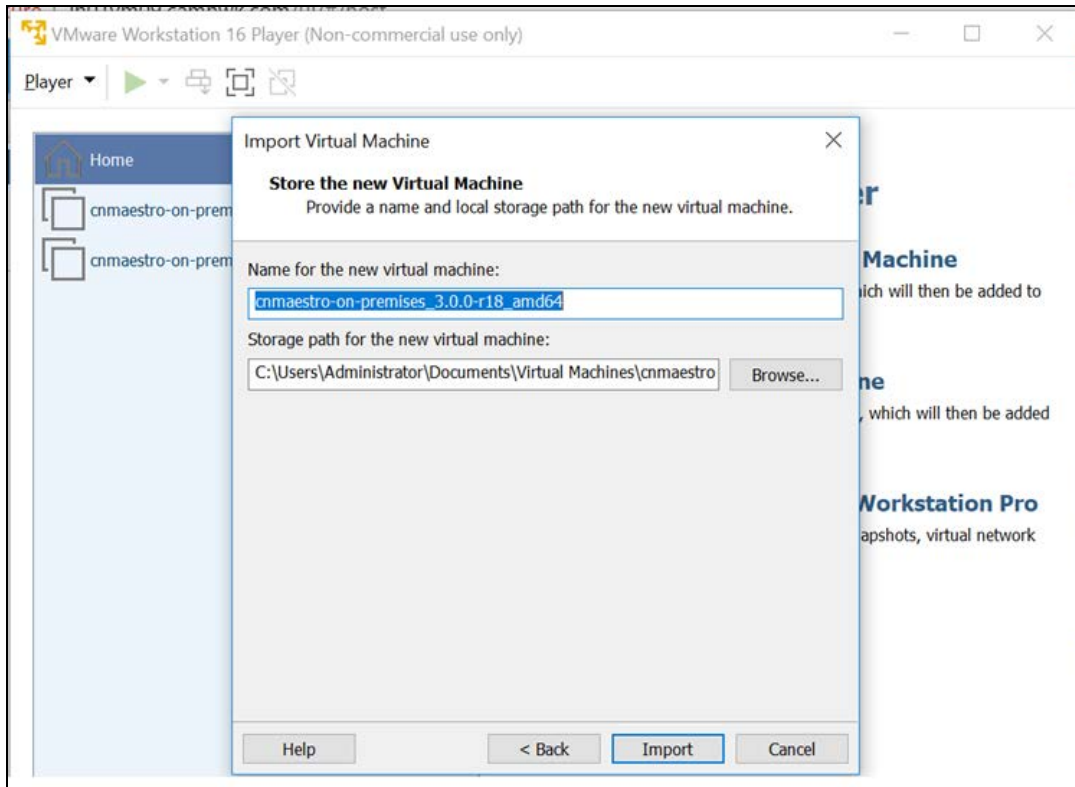 VMware Workstation 16 Player (Non-commercial use only)
Player
Home
cnmaestro-on-prem
cnmaestro-on-prem
Import Virtual Machine
Store the new Virtual Machine
Provide a name and local storage path for the new virtual machine.
Name for the new virtual machine:
cnmaestro-on-premises_3.0.0-r18_amd64
Storage path for the new virtual machine:
C:\Users\Administrator\Documents\Virtual Machines\cnmaestro
Browse...
Help
< Back
Import
Cancel
er
Machine
ich will then be added to
ne
, which will then be added
Workstation Pro
apshots, virtual network